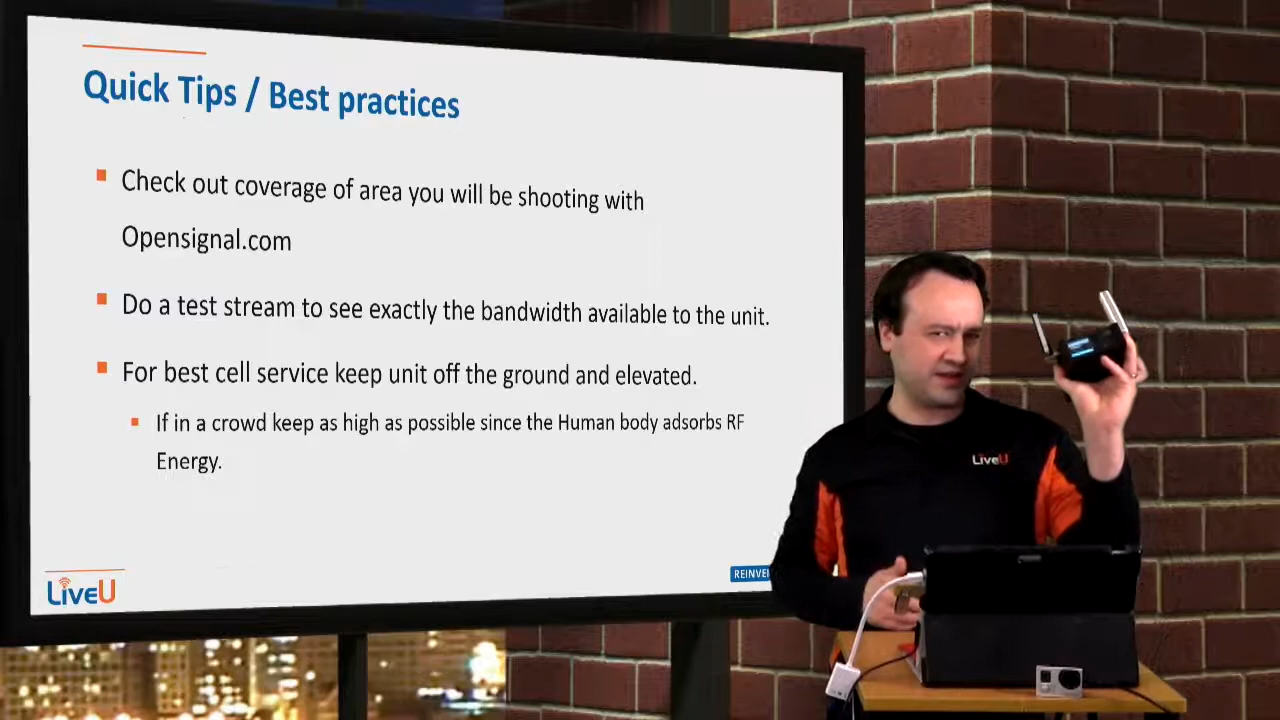 Quick Tips / Best practices
Check out coverage of area you will be shooting with
Opensignal.com
Do a test stream to see exactly the bandwidth available to the unit.
For best cell service keep unit off the ground and elevated.
If in a crowd keep as high as possible since the Human body adsorbs RF
Energy.
LiveU
REINVE
LiveU